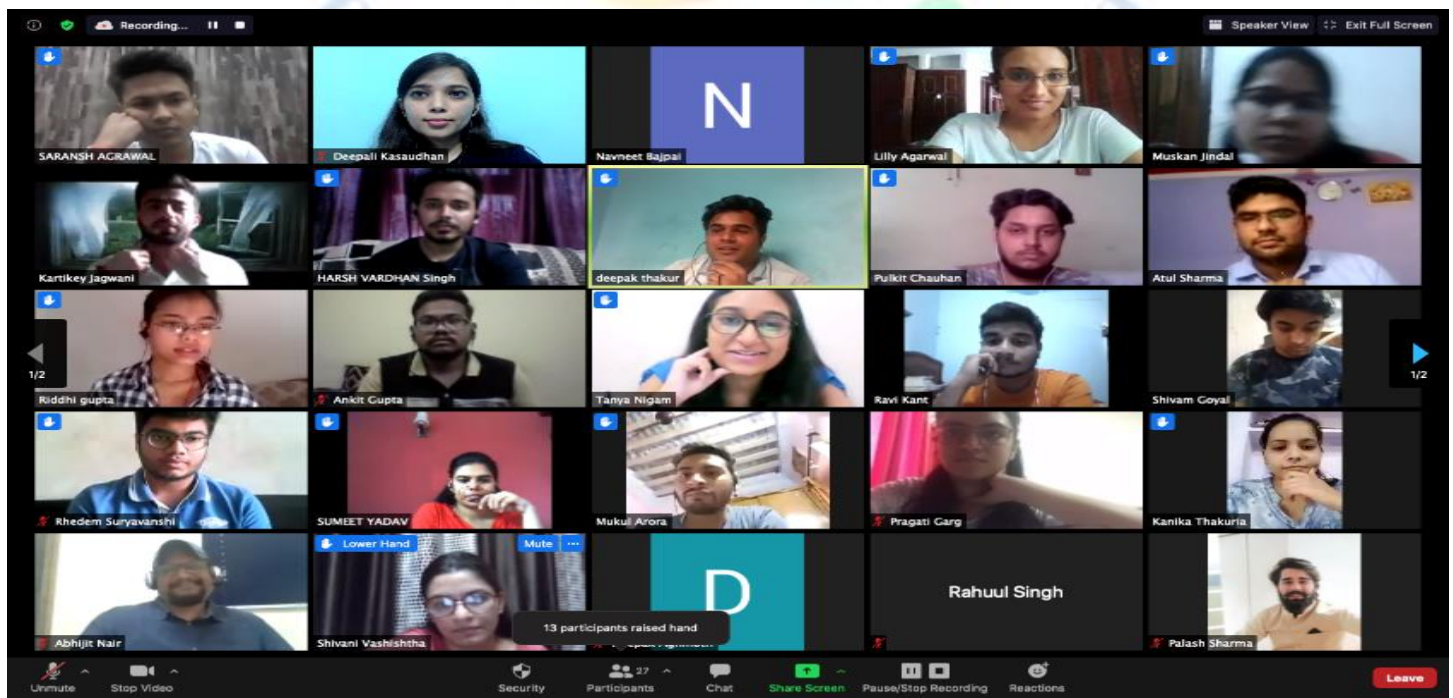 Recording...
Speaker View
Exit Full Screen
SARANSH AGRAWAL
Deepali Kasaudhan
N
Navneet Bajpai
Lilly Agarwal
Muskan Jindal
Kartikey Jagwani
HARSH VARDHAN Singh
deepak thakur
Pulkit Chauhan
Atul Sharma
1/2
Riddhi gupta
Ankit Gupta
Tanya Nigam
Ravi Kant
Shivam Goyal
1/2
Rhedem Suryavanshi
SUMEET YADAV
Mukul Arora
Pragati Garg
Kanika Thakuria
Abhijit Nair
Lower Hand
Mute
Shivani Vashishtha
D
13 participants raised hand
Rahuul Singh
Palash Sharma
Unmute
Stop Video
Security
Participants
27
Chat
Share Screen
Pause/Stop Recording
Reactions
Leave